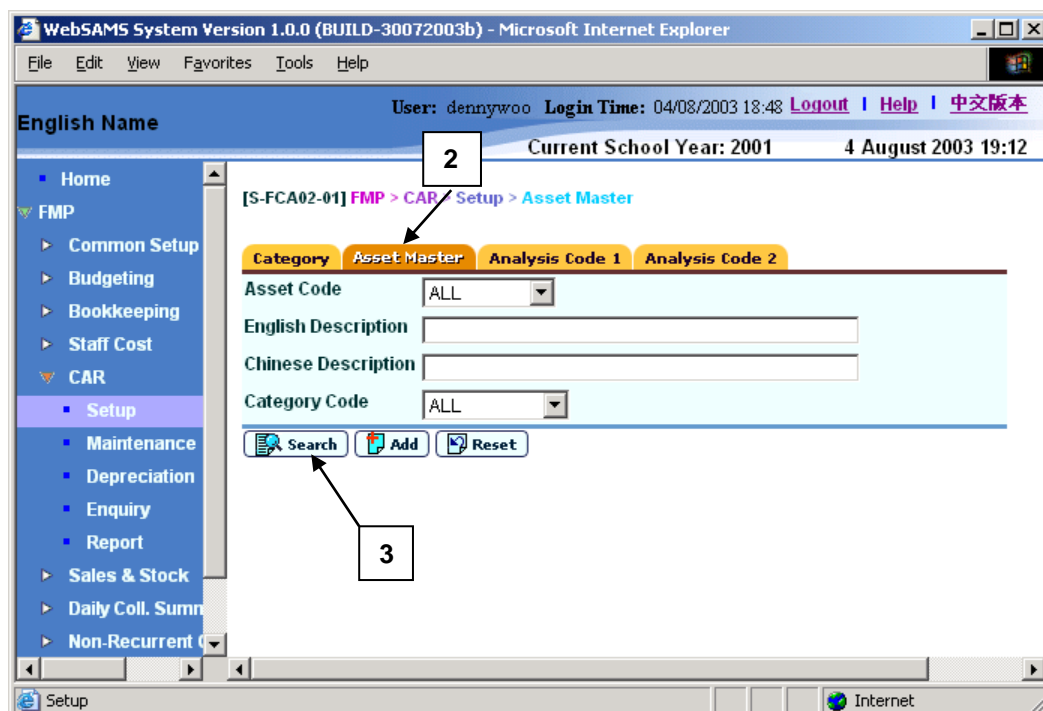 WebSAMS System Version 1.0.0 (BUILD-30072003b) - Microsoft Internet Explorer
File Edit View Favorites Tools Help
User: dennywoo Login Time: 04/08/2003 18:48 Logout | Help | 中文版本
English Name
Current School Year: 2001 4 August 2003 19:12
2
Home
FMP
Common Setup
Budgeting
Bookkeeping
Staff Cost
CAR
Setup
Maintenance
Depreciation
Enquiry
Report
Sales & Stock
Daily Coll. Summ
Non-Recurrent
[S-FCA02-01] FMP > CAR > Setup > Asset Master
Category Asset Master Analysis Code 1 Analysis Code 2
Asset Code ALL
English Description
Chinese Description
Category Code ALL
Search Add Reset
3
Setup Internet